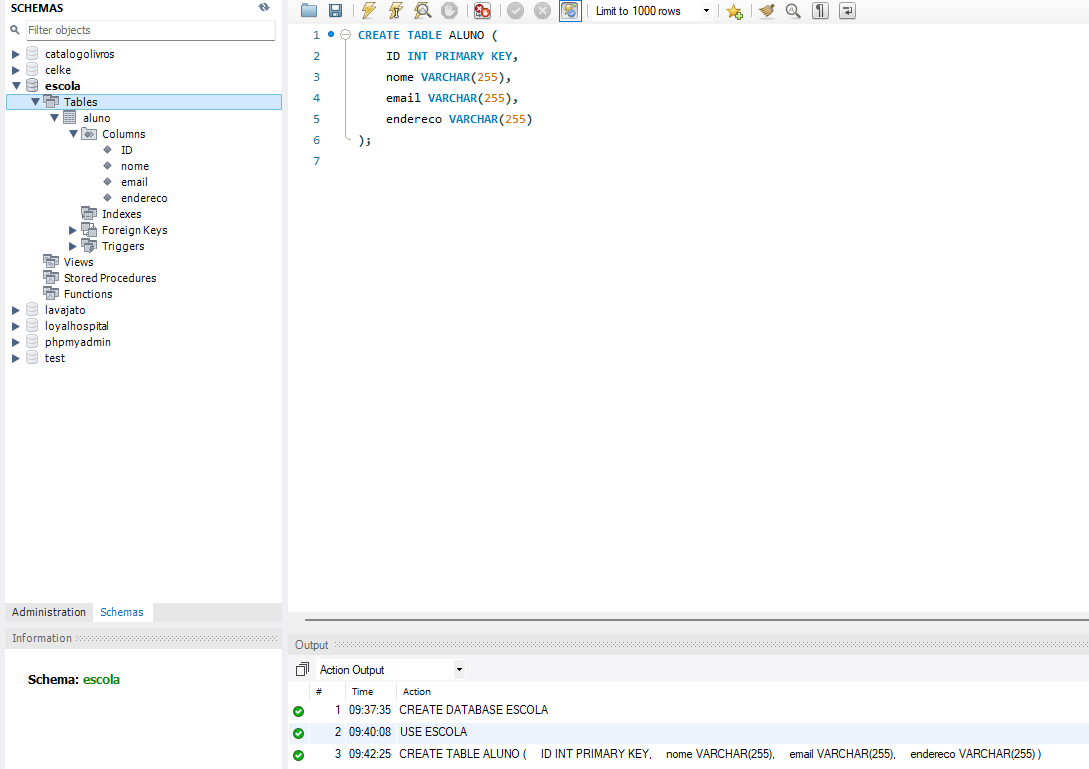 SCHEMAS
Filter objects
catalogolivros
celke
escola
Tables
aluno
Columns
ID
nome
email
endereco
Indexes
Foreign Keys
Triggers
Views
Stored Procedures
Functions
lavajato
loyalhospital
phpmyadmin
test
Administration Schemas
Information
Schema: escola
Limit to 1000 rows
1 CREATE TABLE ALUNO (
2 ID INT PRIMARY KEY,
3 nome VARCHAR(255),
4 email VARCHAR(255),
5 endereco VARCHAR(255)
6 );
7
Output
Action Output
# Time Action
1 09:37:35 CREATE DATABASE ESCOLA
2 09:40:08 USE ESCOLA
3 09:42:25 CREATE TABLE ALUNO ( ID INT PRIMARY KEY, nome VARCHAR(255), email VARCHAR(255), endereco VARCHAR(255) )